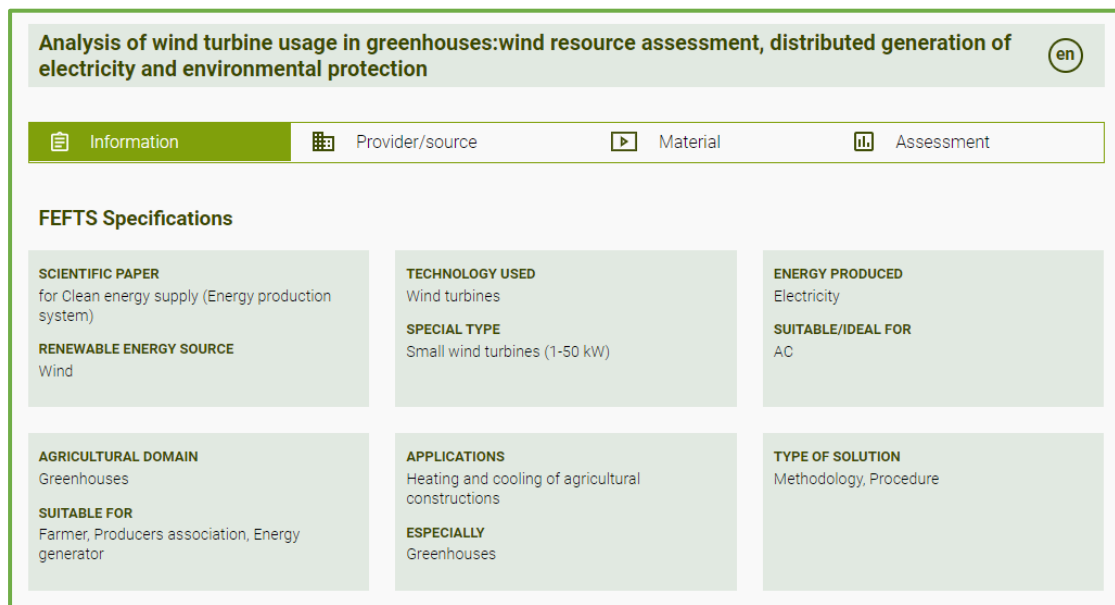 Analysis of wind turbine usage in greenhouses:wind resource assessment, distributed generation of
electricity and environmental protection
en
Information
Provider/source
Material
Assessment
FEFTS Specifications
SCIENTIFIC PAPER
for Clean energy supply (Energy production
system)
RENEWABLE ENERGY SOURCE
Wind
TECHNOLOGY USED
Wind turbines
SPECIAL TYPE
Small wind turbines (1-50 kW)
ENERGY PRODUCED
Electricity
SUITABLE/IDEAL FOR
AC
AGRICULTURAL DOMAIN
Greenhouses
SUITABLE FOR
Farmer, Producers association, Energy
generator
APPLICATIONS
Heating and cooling of agricultural
constructions
ESPECIALLY
Greenhouses
TYPE OF SOLUTION
Methodology, Procedure